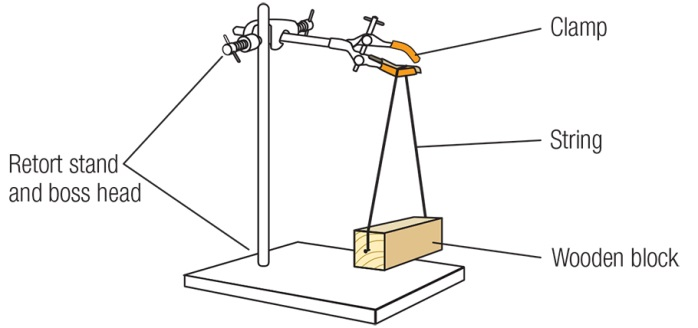 Clamp
String
Retort stand
and boss head
Wooden block